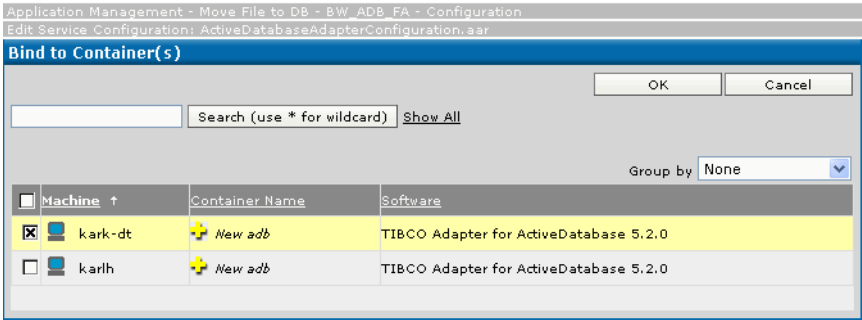 Application Management - Move File to DB - BW_ADB_FA - Configuration
Edit Service Configuration: ActiveDatabaseAdapterConfiguration.aar
Bind to Container(s)
OK Cancel
Search (use * for wildcard) Show All
Group by None
Machine ↑ Container Name Software
kark-dt New adb TIBCO Adapter for ActiveDatabase 5.2.0
karlh New adb TIBCO Adapter for ActiveDatabase 5.2.0